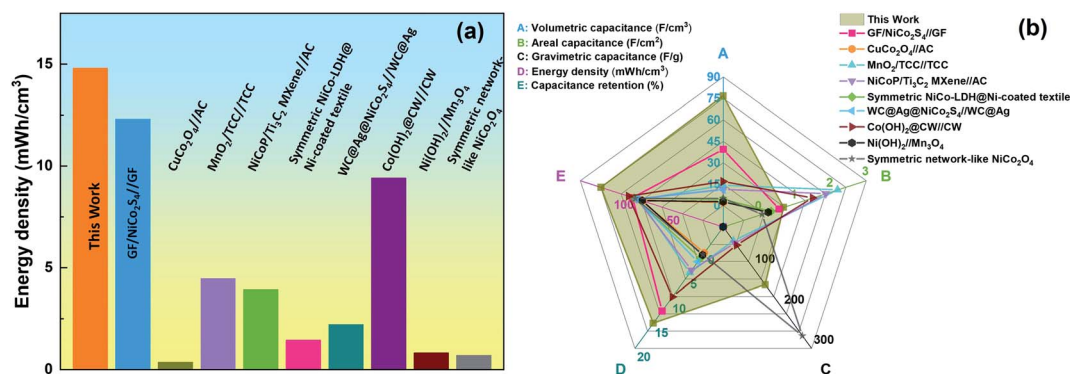 (a)
Energy density (mWh/cm³)
15
10
5
0
This Work
GF/NiCo₂S₄//GF
CuCo₂O₄//AC
MnO₂/TCC//TCC
NiCoP/Ti₃C₂ MXene//AC
Symmetric NiCo-LDH@
Ni-coated textile
WC@Ag@NiCo₂S₄//WC@Ag
Co(OH)₂@CW//CW
Ni(OH)₂//Mn₃O₄
Symmetric network-
like NiCo₂O₄
(b)
A: Volumetric capacitance (F/cm³)
B: Areal capacitance (F/cm²)
C: Gravimetric capacitance (F/g)
D: Energy density (mWh/cm³)
E: Capacitance retention (%)
This Work
GF/NiCo₂S₄//GF
CuCo₂O₄//AC
MnO₂/TCC//TCC
NiCoP/Ti₃C₂ MXene//AC
Symmetric NiCo-LDH@Ni-coated textile
WC@Ag@NiCo₂S₄//WC@Ag
Co(OH)₂@CW//CW
Ni(OH)₂//Mn₃O₄
Symmetric network-like NiCo₂O₄
A
90
75
60
45
30
15
0
B
3
2
0
C
100
200
300
D
0
5
10
15
20
E
100
50